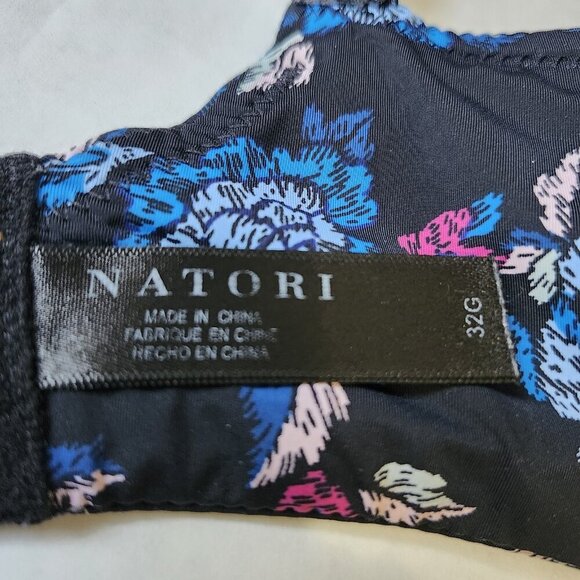 NATORI
MADE IN CHINA
FABRIQUE EN CHINE
HECHO EN CHINA
32G